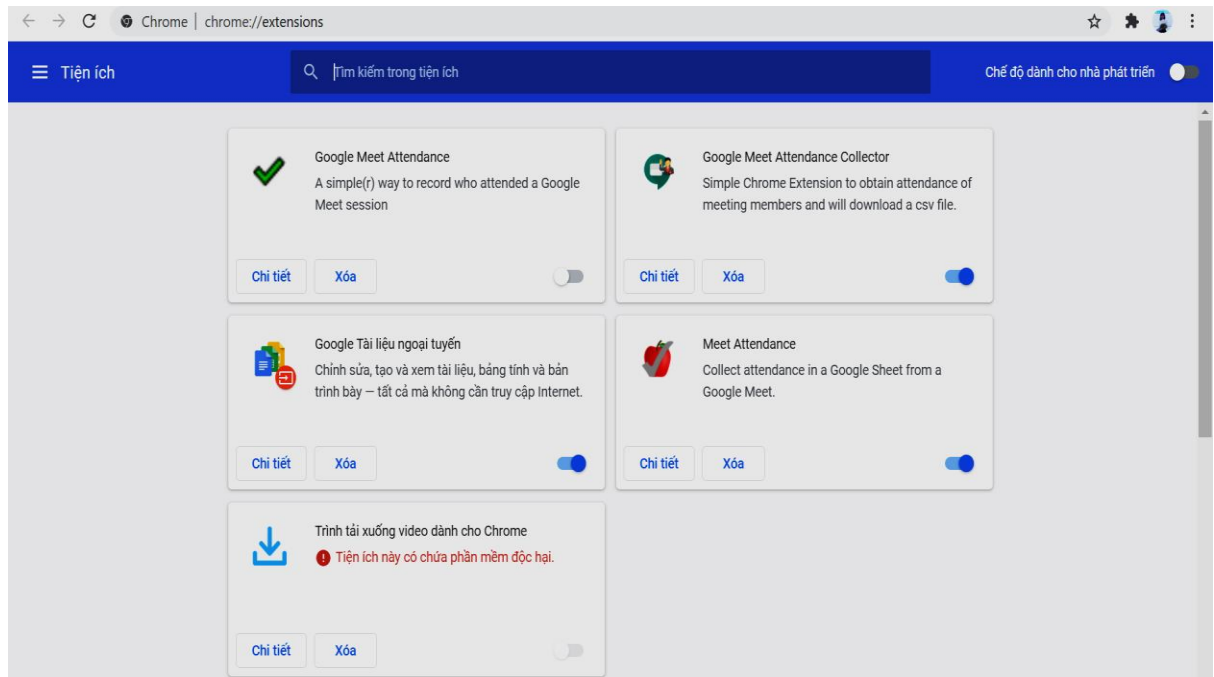 Chrome | chrome://extensions
Tiện ích
Tìm kiếm trong tiện ích
Chế độ dành cho nhà phát triển
Google Meet Attendance
A simple(r) way to record who attended a Google
Meet session
Chi tiết Xóa
Google Meet Attendance Collector
Simple Chrome Extension to obtain attendance of
meeting members and will download a csv file.
Chi tiết Xóa
Google Tài liệu ngoại tuyến
Chỉnh sửa, tạo và xem tài liệu, bảng tính và bản
trình bày — tất cả mà không cần truy cập Internet.
Chi tiết Xóa
Meet Attendance
Collect attendance in a Google Sheet from a
Google Meet.
Chi tiết Xóa
Trình tải xuống video dành cho Chrome
Tiện ích này có chứa phần mềm độc hại.
Chi tiết Xóa